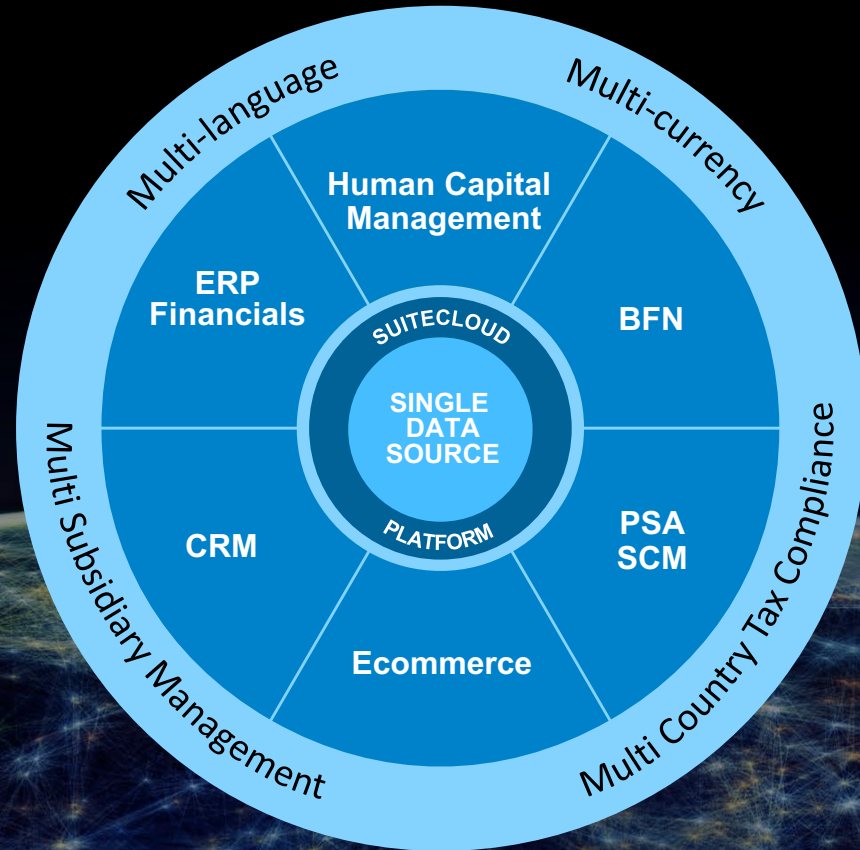 Multi-language
Multi-currency
Human Capital
Management
ERP
Financials
BFN
SUITECLOUD
SINGLE
DATA
SOURCE
PLATFORM
CRM
PSA
SCM
Ecommerce
Multi Subsidiary Management
Multi Country Tax Compliance